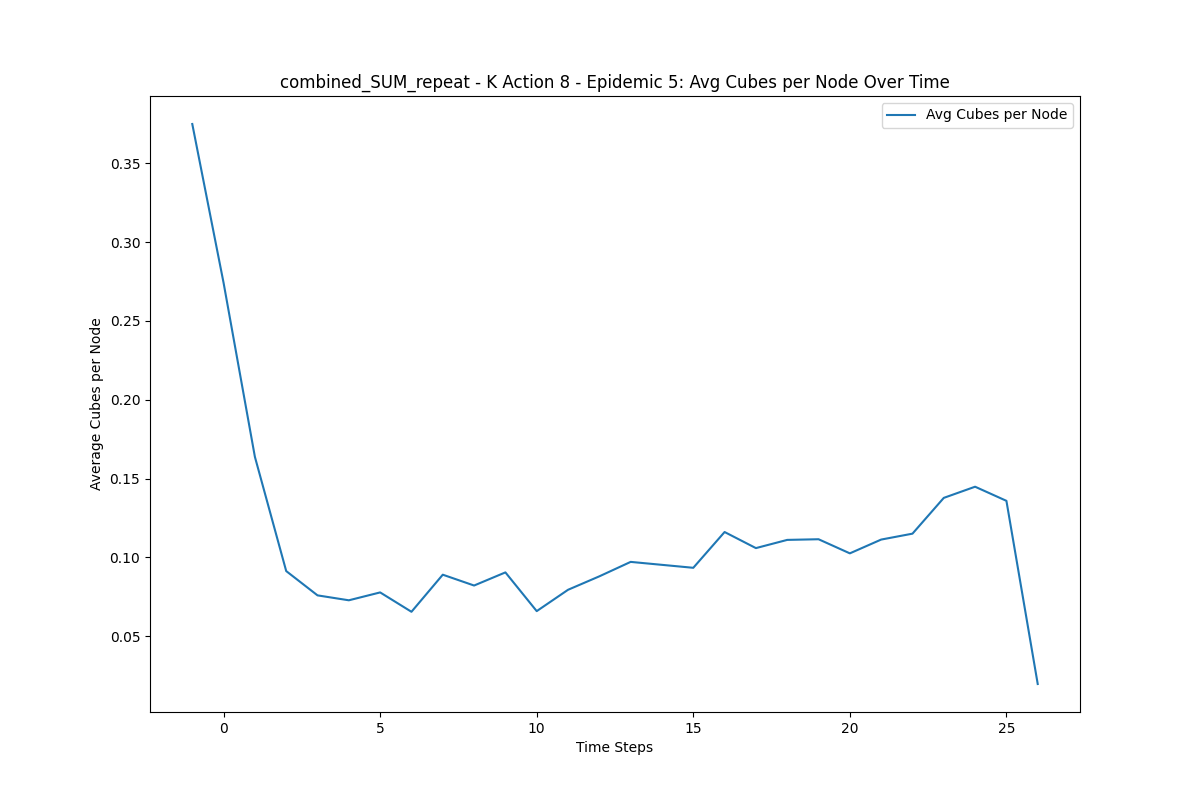 combined_SUM_repeat - K Action 8 - Epidemic 5: Avg Cubes per Node Over Time
Avg Cubes per Node
Average Cubes per Node
0.35
0.30
0.25
0.20
0.15
0.10
0.05
0 5 10 15 20 25
Time Steps